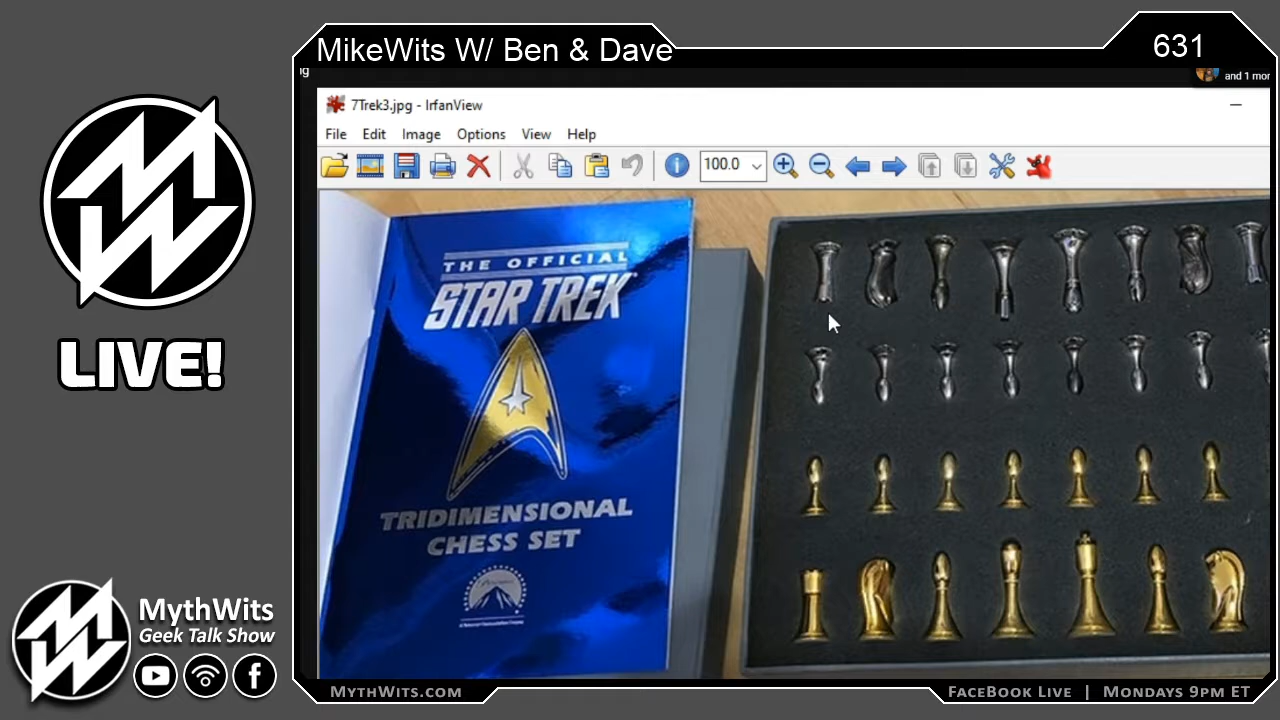 MikeWits W/ Ben & Dave
631
ng
and 1 mor
7Trek3.jpg - IrfanView
File Edit Image Options View Help
100.0
THE OFFICIAL
STAR TREK
TRIDIMENSIONAL
CHESS SET
LIVE!
MythWits
Geek Talk Show
MythWits.com
FaceBook Live | Mondays 9pm ET